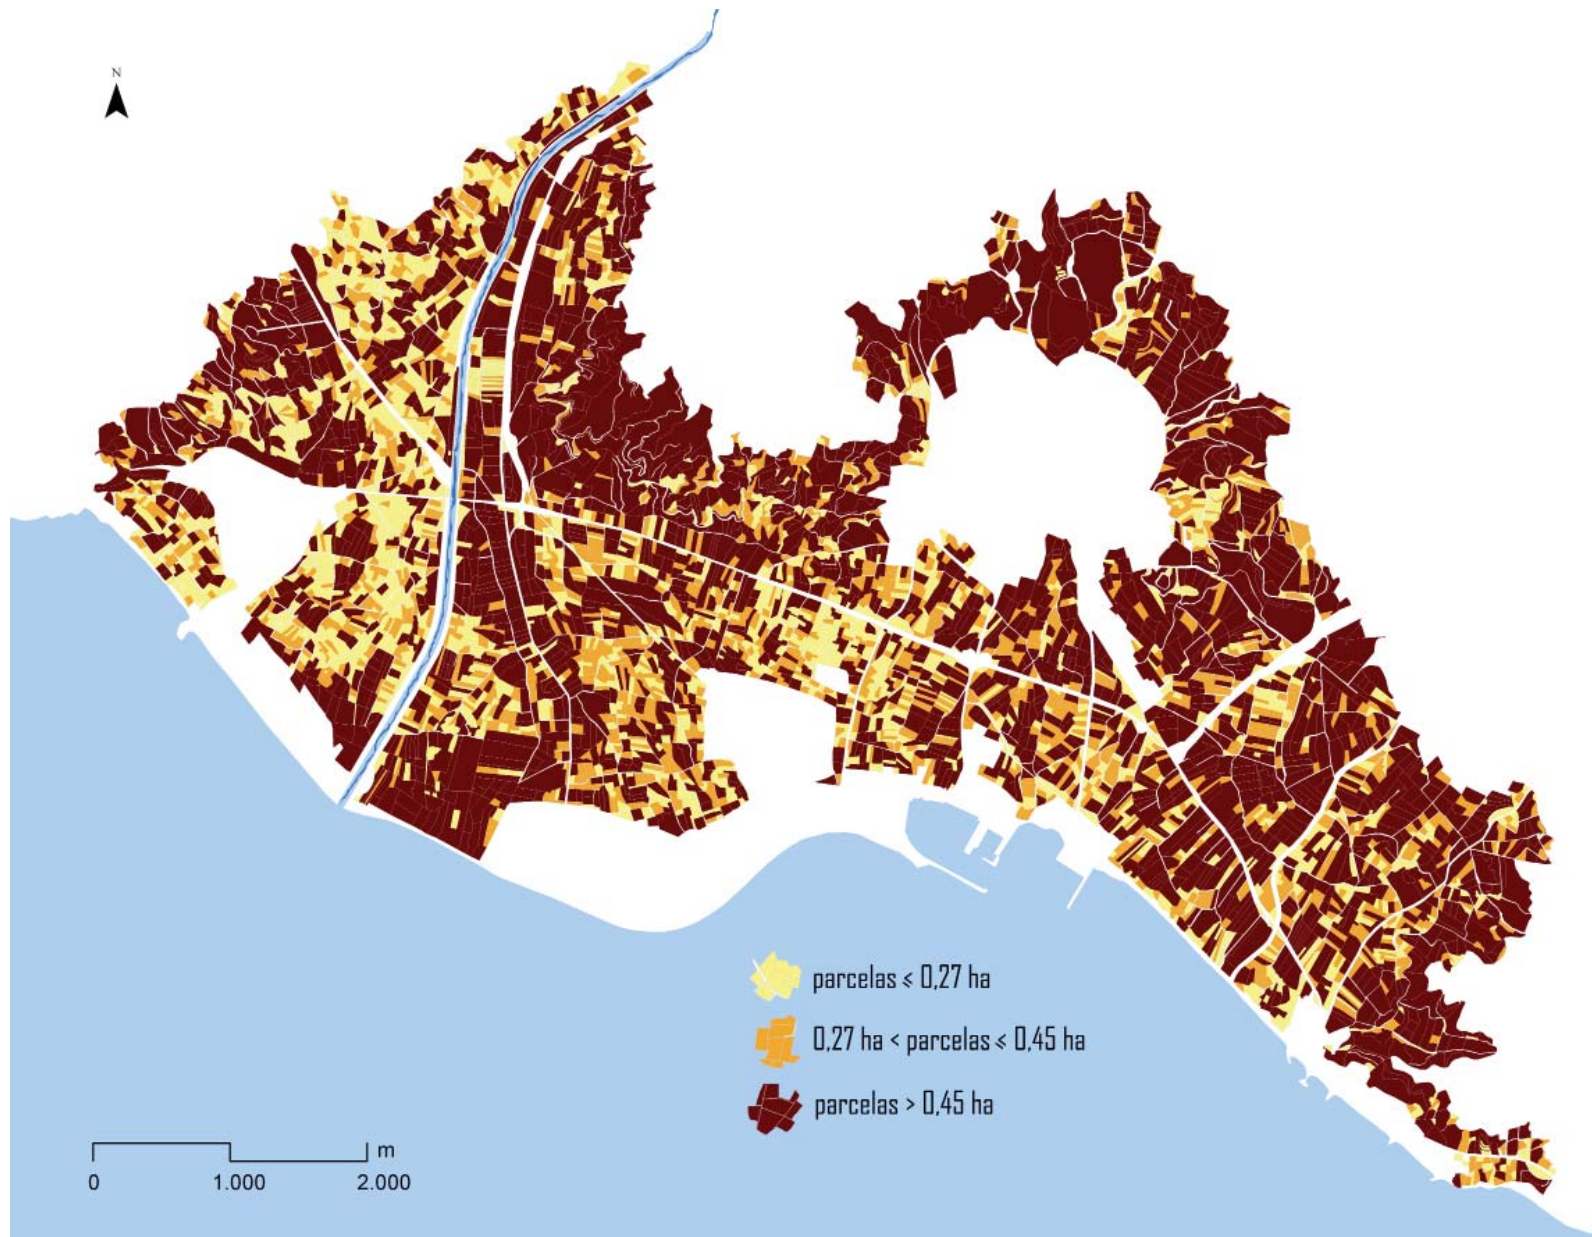 N
parcelas ≤ 0,27 ha
0,27 ha < parcelas ≤ 0,45 ha
parcelas > 0,45 ha
m
0 1.000 2.000